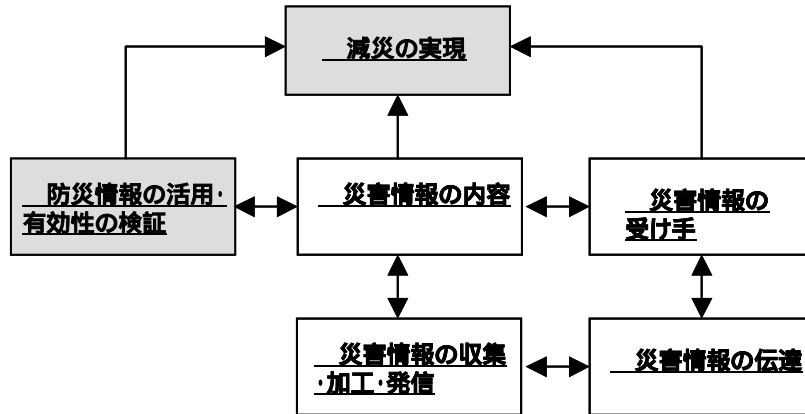 減災の実現
防災情報の活用・
有効性の検証
災害情報の内容
災害情報の
受け手
災害情報の収集
・加工・発信
災害情報の伝達